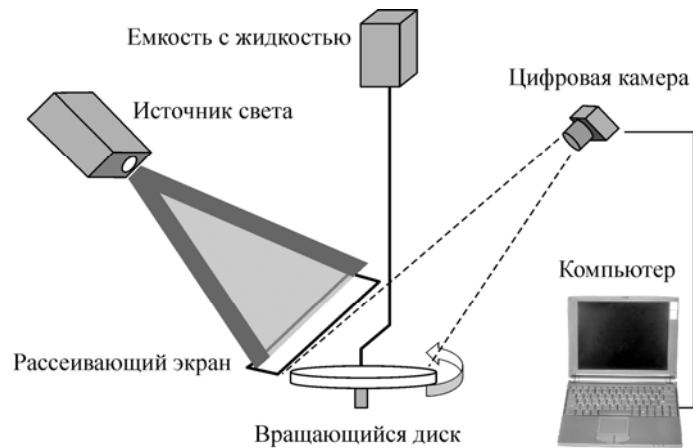 Емкость с жидкостью
Цифровая камера
Источник света
Компьютер
Рассеивающий экран
Вращающийся диск